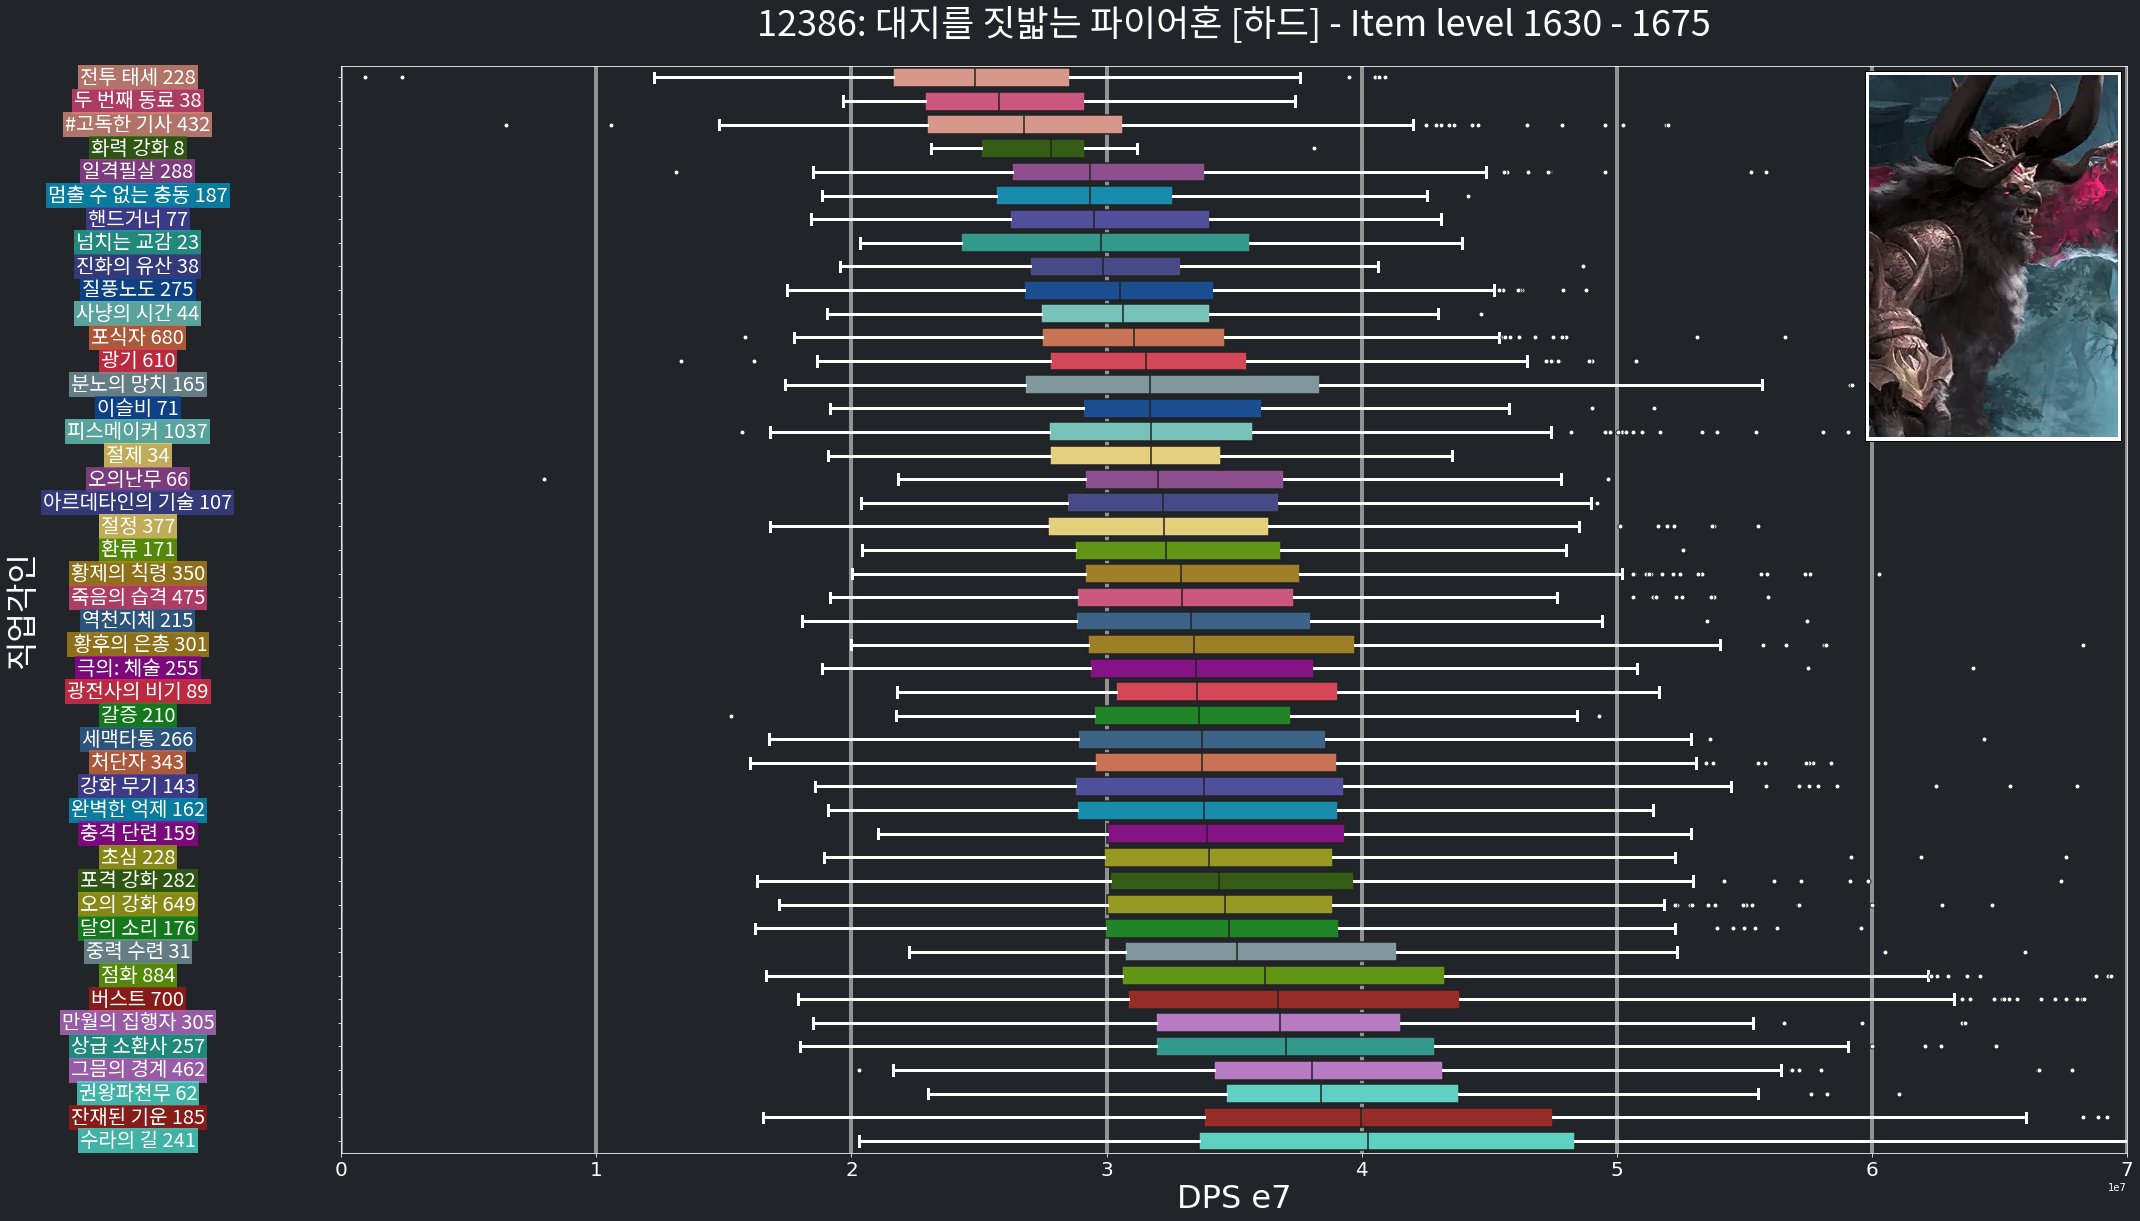 12386: 대지를 짓밟는 파이어혼 [하드] - Item level 1630 - 1675
전투 태세 228
두 번째 동료 38
#고독한 기사 432
화력 강화 8
일격필살 288
멈출 수 없는 충동 187
핸드거너 77
넘치는 교감 23
진화의 유산 38
질풍노도 275
사냥의 시간 44
포식자 680
광기 610
분노의 망치 165
이슬비 71
피스메이커 1037
절제 34
오의난무 66
아르데타인의 기술 107
절정 377
환류 171
황제의 칙령 350
죽음의 습격 475
역천지체 215
황후의 은총 301
극의: 체술 255
광전사의 비기 89
갈증 210
세맥타통 266
처단자 343
강화 무기 143
완벽한 억제 162
충격 단련 159
초심 228
포격 강화 282
오의 강화 649
달의 소리 176
중력 수련 31
점화 884
버스트 700
만월의 집행자 305
상급 소환사 257
그믐의 경계 462
권왕파천무 62
잔재된 기운 185
수라의 길 241
직업각인
0 1 2 3 4 5 6 7
1e7
DPS e7